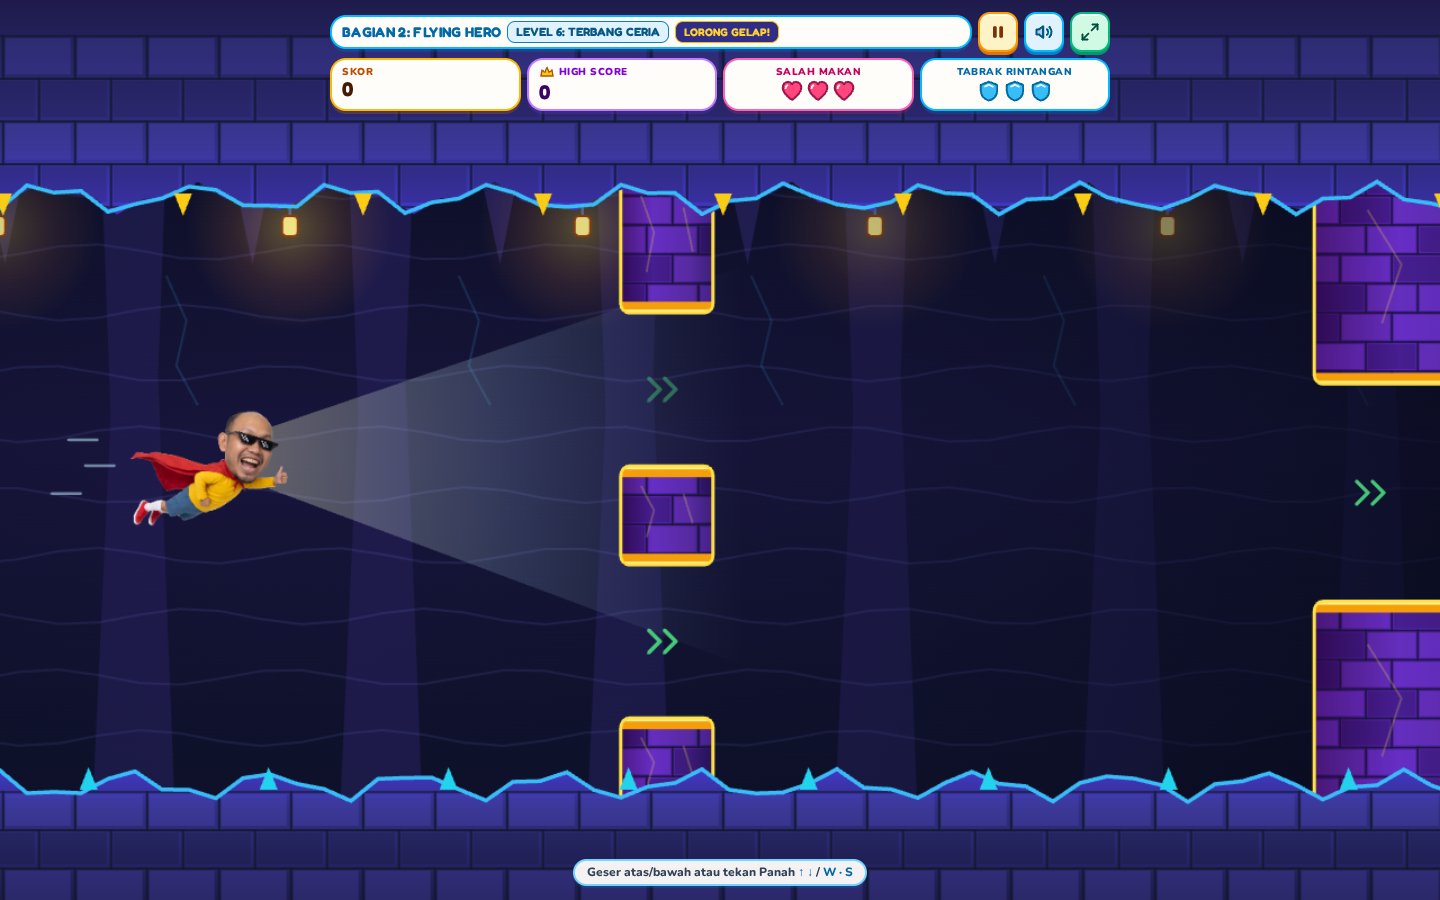 BAGIAN 2: FLYING HERO LEVEL 6: TERBANG CERIA LORONG GELAP!
SKOR
0
HIGH SCORE
0
SALAH MAKAN
TABRAK RINTANGAN
Geser atas/bawah atau tekan Panah ↑ ↓ / W · S